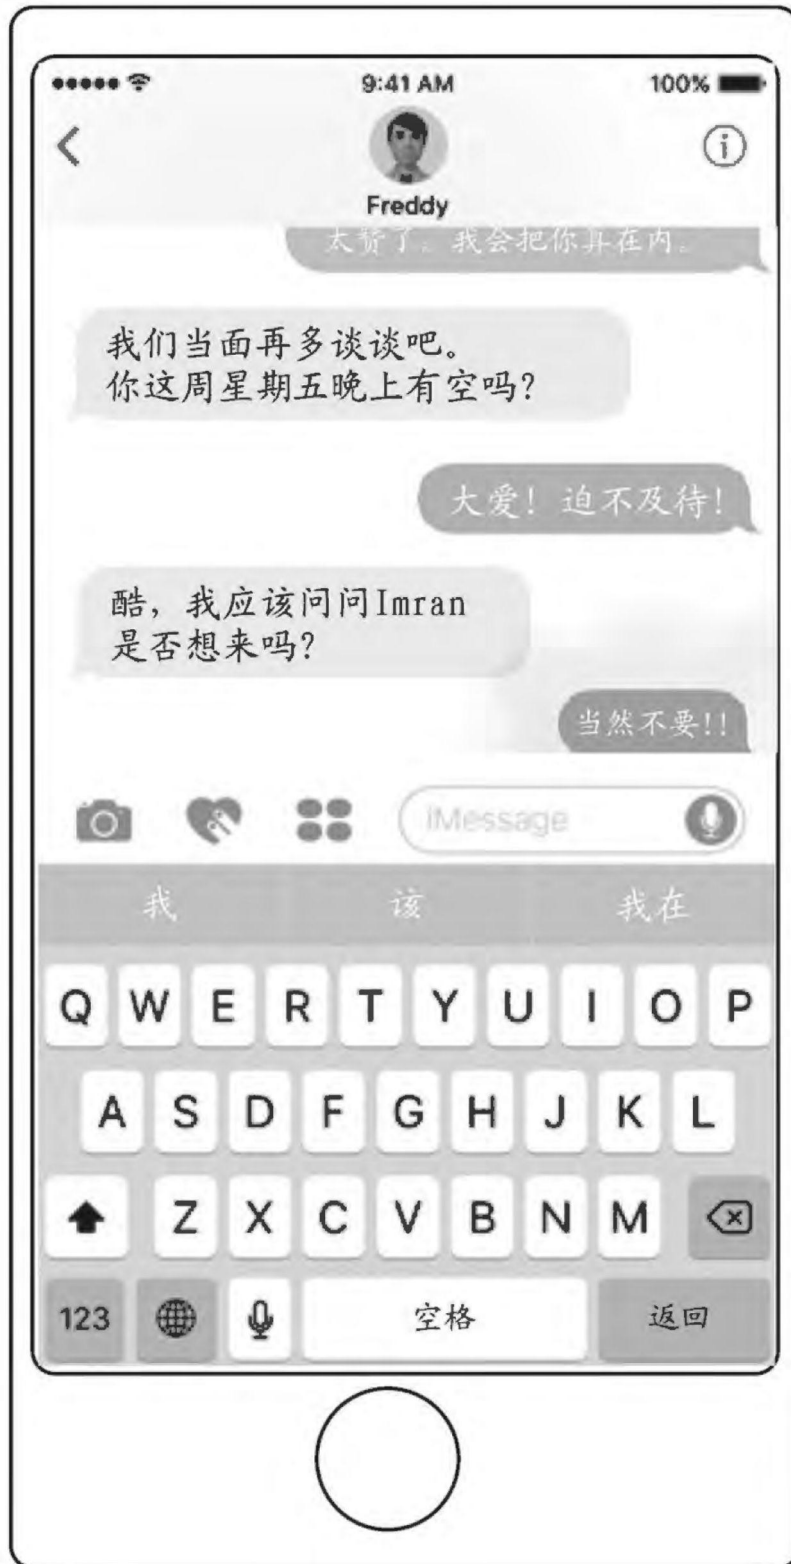 9:41 AM 100%
Freddy
太赞了。我会把你算在内。
我们当面再多谈谈吧。
你这周星期五晚上有空吗?
大爱! 迫不及待!
酷, 我应该问问Imran
是否想来吗?
当然不要!!
iMessage
我 该 我在
Q W E R T Y U I O P
A S D F G H J K L
Z X C V B N M
123 空格 返回